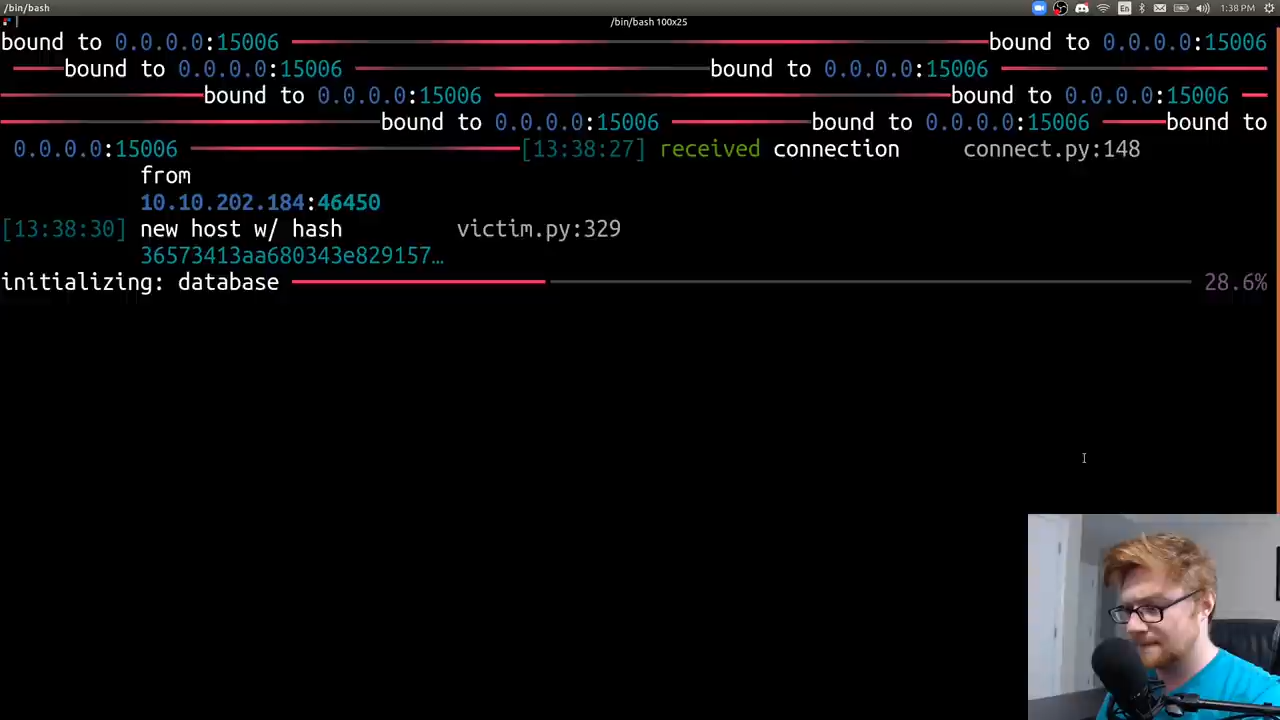 /bin/bash
En
1:38 PM
/bin/bash 100x25
bound to 0.0.0.0:15006 bound to 0.0.0.0:15006
bound to 0.0.0.0:15006 bound to 0.0.0.0:15006
bound to 0.0.0.0:15006 bound to 0.0.0.0:15006
bound to 0.0.0.0:15006 bound to 0.0.0.0:15006 bound to
0.0.0.0:15006 [13:38:27] received connection connect.py:148
from
10.10.202.184:46450
[13:38:30] new host w/ hash victim.py:329
36573413aa680343e829157…
initializing: database 28.6%